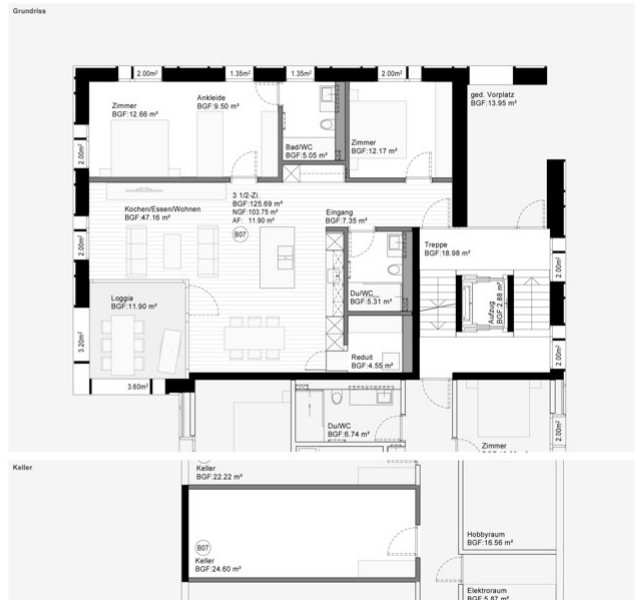 Grundriss
2.00m²
1.35m²
1.35m²
2.00m²
ged. Vorplatz
BGF:13.95 m²
Zimmer
BGF:12.66 m²
Ankleide
BGF:9.50 m²
Bad/WC
BGF:5.05 m²
Zimmer
BGF:12.17 m²
2.00m²
Kochen/Essen/Wohnen
BGF:47.16 m²
3 1/2-Zi.
BGF:125.69 m²
NGF:103.75 m²
AF: 11.90 m²
B07
Eingang
BGF:7.35 m²
2.00m²
Treppe
BGF:18.98 m²
2.00m²
Loggia
BGF:11.90 m²
Du/WC
BGF:5.31 m²
Aufzug
BGF:2.88 m²
3.20m²
Reduit
BGF:4.55 m²
2.00m²
3.60m²
Du/WC
BGF:6.74 m²
Zimmer
2.00m²
Keller
Keller
BGF:22.22 m²
B07
Keller
BGF:24.60 m²
Hobbyraum
BGF:16.56 m²
Elektroraum
BGF:5.87 m²